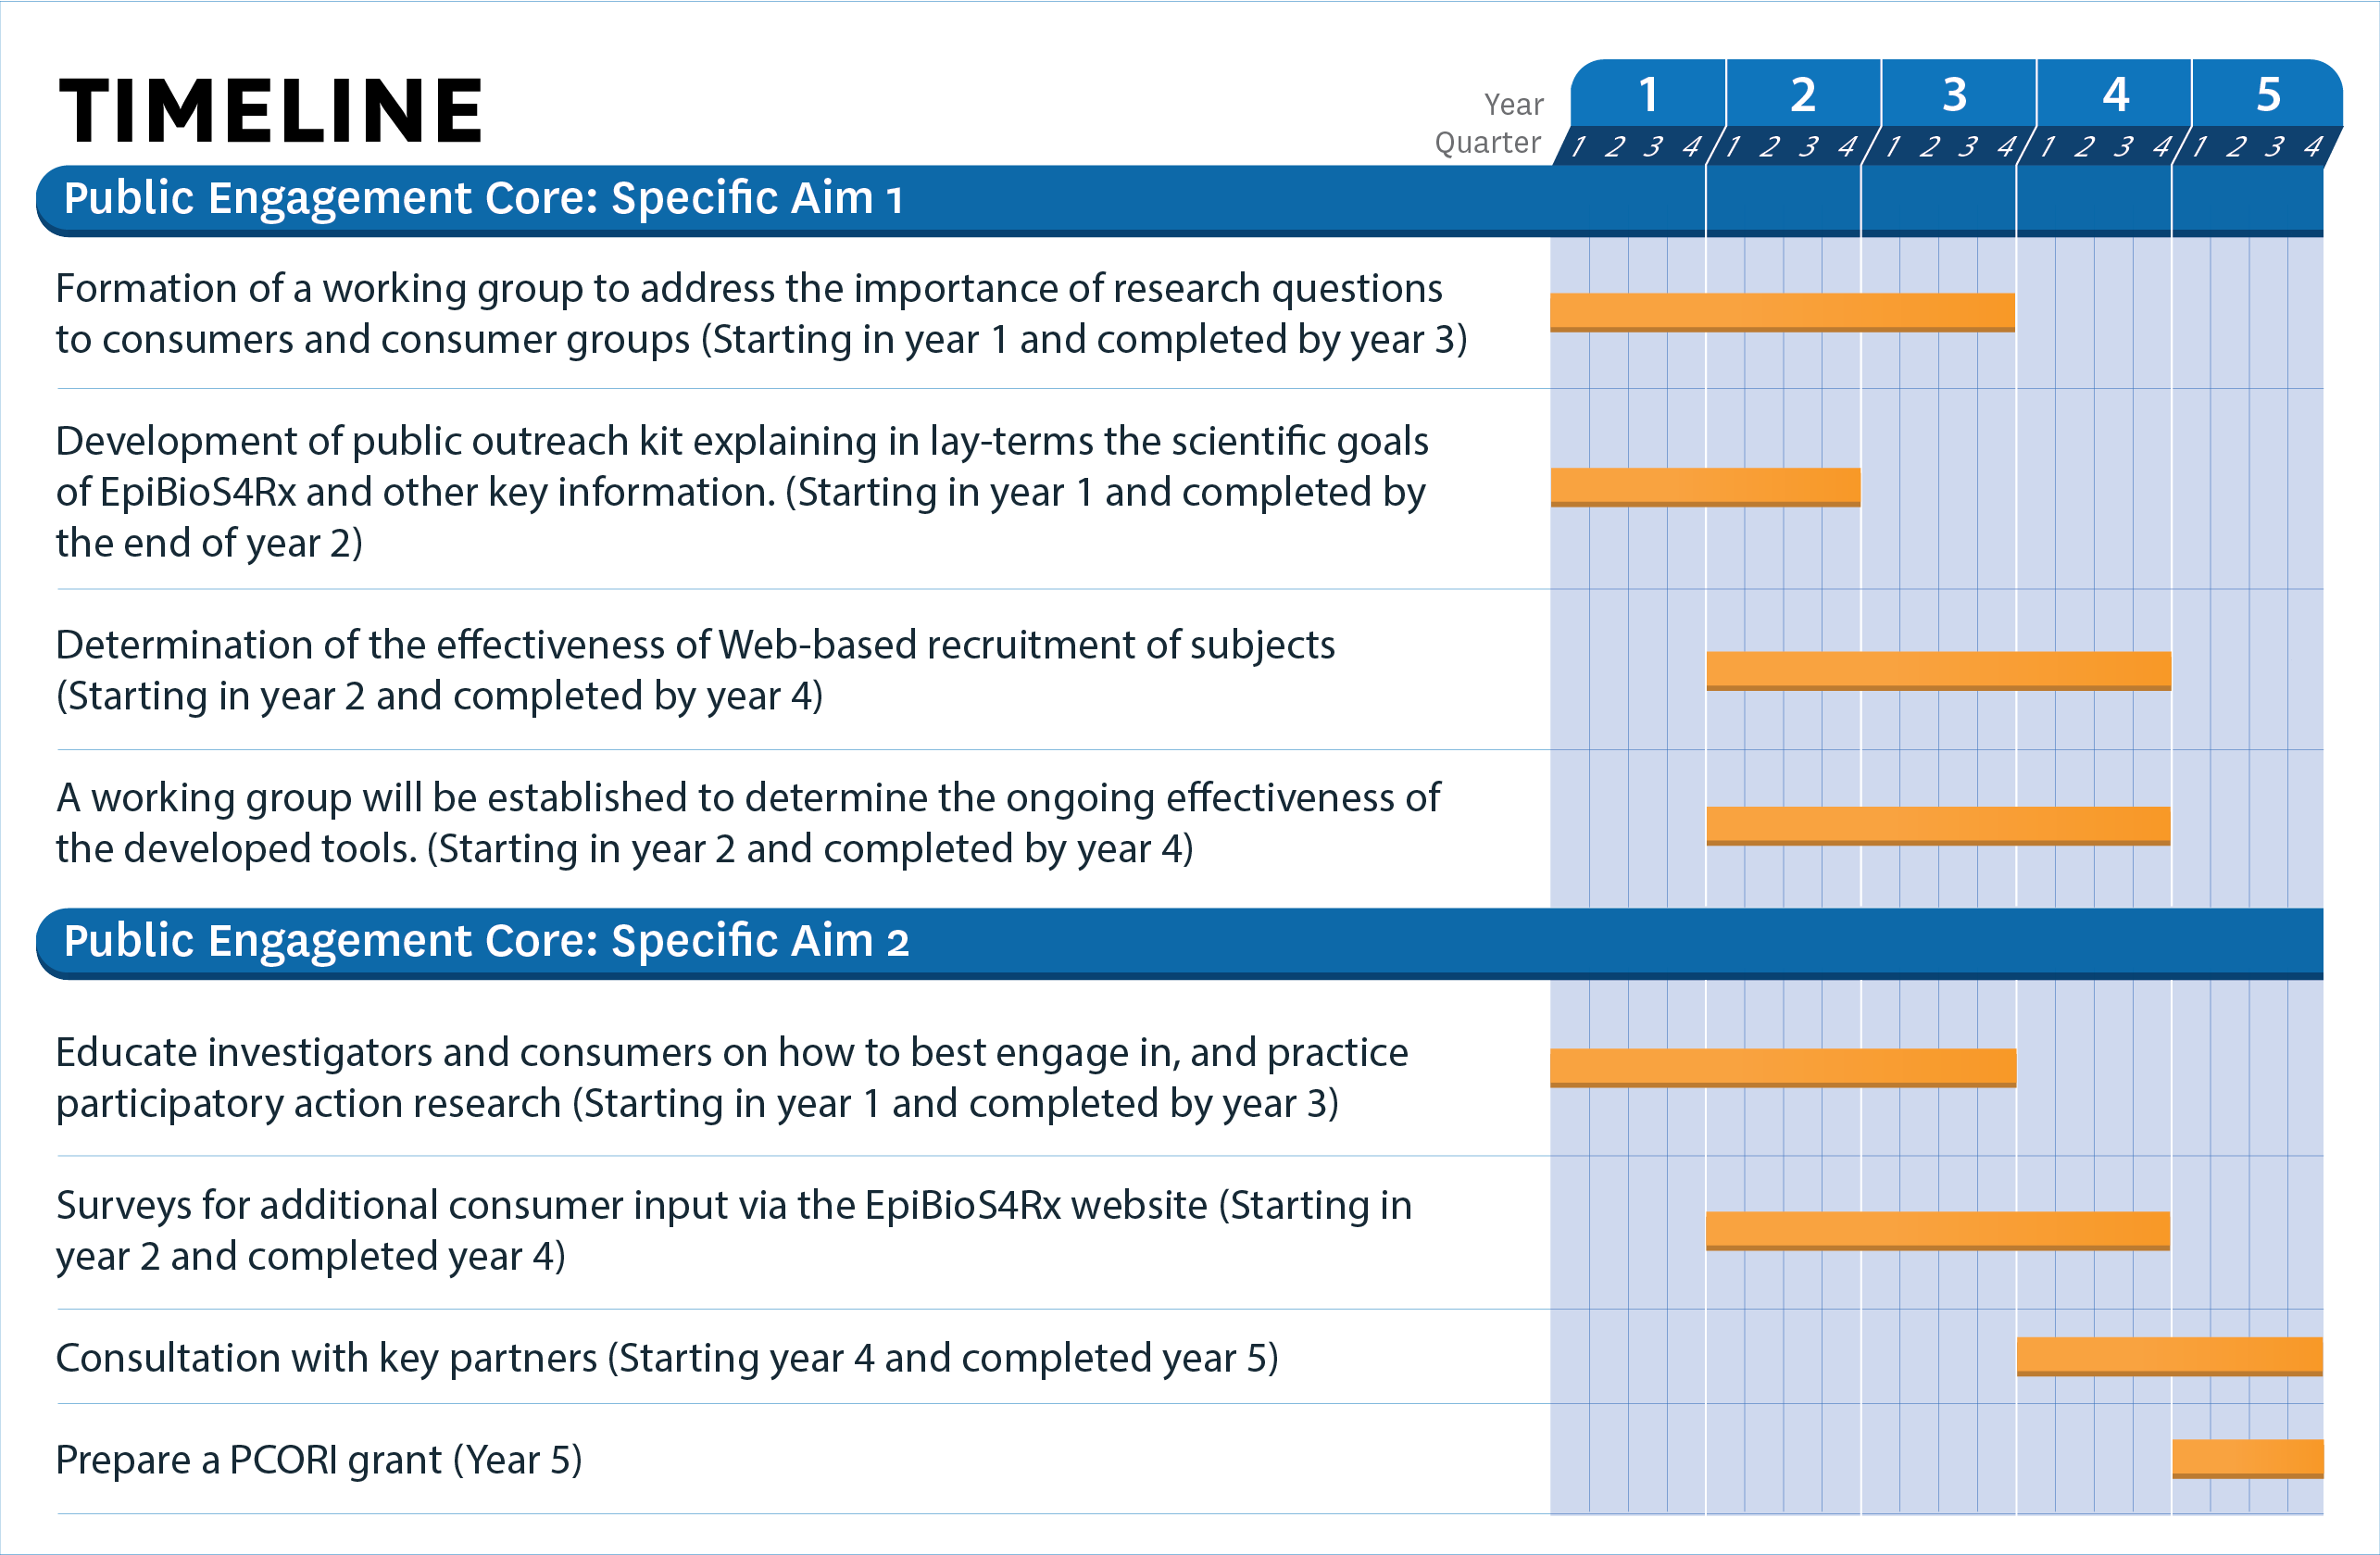 TIMELINE
Year 1 2 3 4 5
Quarter 1 2 3 4 1 2 3 4 1 2 3 4 1 2 3 4 1 2 3 4
Public Engagement Core: Specific Aim 1
Formation of a working group to address the importance of research questions
to consumers and consumer groups (Starting in year 1 and completed by year 3)
Development of public outreach kit explaining in lay-terms the scientific goals
of EpiBioS4Rx and other key information. (Starting in year 1 and completed by
the end of year 2)
Determination of the effectiveness of Web-based recruitment of subjects
(Starting in year 2 and completed by year 4)
A working group will be established to determine the ongoing effectiveness of
the developed tools. (Starting in year 2 and completed by year 4)
Public Engagement Core: Specific Aim 2
Educate investigators and consumers on how to best engage in, and practice
participatory action research (Starting in year 1 and completed by year 3)
Surveys for additional consumer input via the EpiBioS4Rx website (Starting in
year 2 and completed year 4)
Consultation with key partners (Starting year 4 and completed year 5)
Prepare a PCORI grant (Year 5)